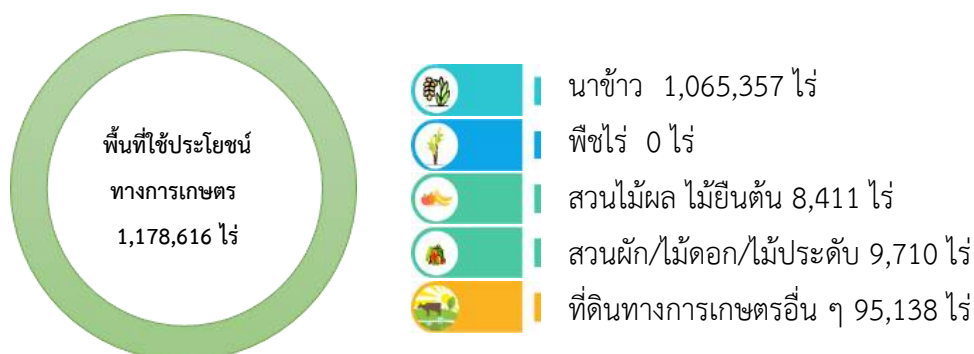 พื้นที่ใช้ประโยชน์
ทางการเกษตร
1,178,616 ไร่
นาข้าว 1,065,357 ไร่
พืชไร่ 0 ไร่
สวนไม้ผล ไม้ยืนต้น 8,411 ไร่
สวนผัก/ไม้ดอก/ไม้ประดับ 9,710 ไร่
ที่ดินทางการเกษตรอื่น ๆ 95,138 ไร่